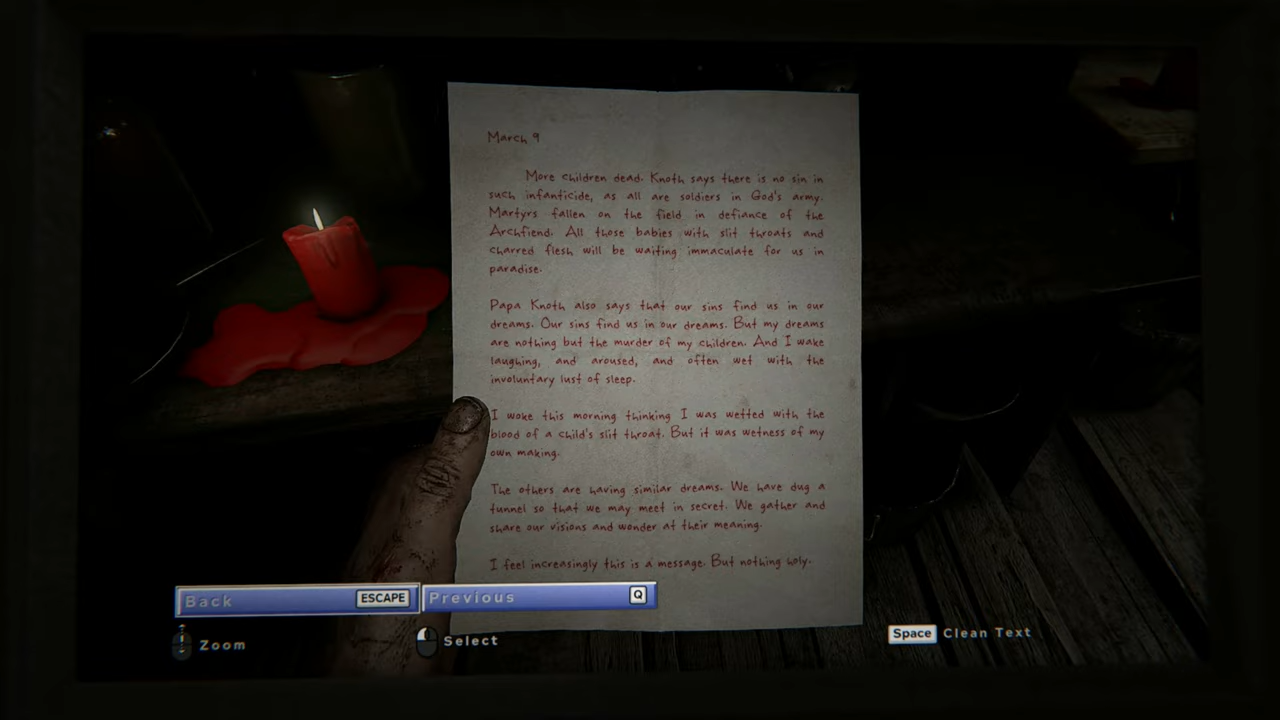 March 9
More children dead. Knoth says there is no sin in
such infanticide, as all are soldiers in God's army.
Martyrs fallen on the field in defiance of the
Archfiend. All those babies with slit throats and
charred flesh will be waiting immaculate for us in
paradise.
Papa Knoth also says that our sins find us in our
dreams. Our sins find us in our dreams. But my dreams
are nothing but the murder of my children. And I wake
laughing, and aroused, and often wet with the
involuntary lust of sleep.
I woke this morning thinking I was wetted with the
blood of a child's slit throat. But it was wetness of my
own making.
The others are having similar dreams. We have dug a
tunnel so that we may meet in secret. We gather and
share our visions and wonder at their meaning.
I feel increasingly this is a message. But nothing holy.
Back ESCAPE Previous Q
Zoom Select Space Clean Text